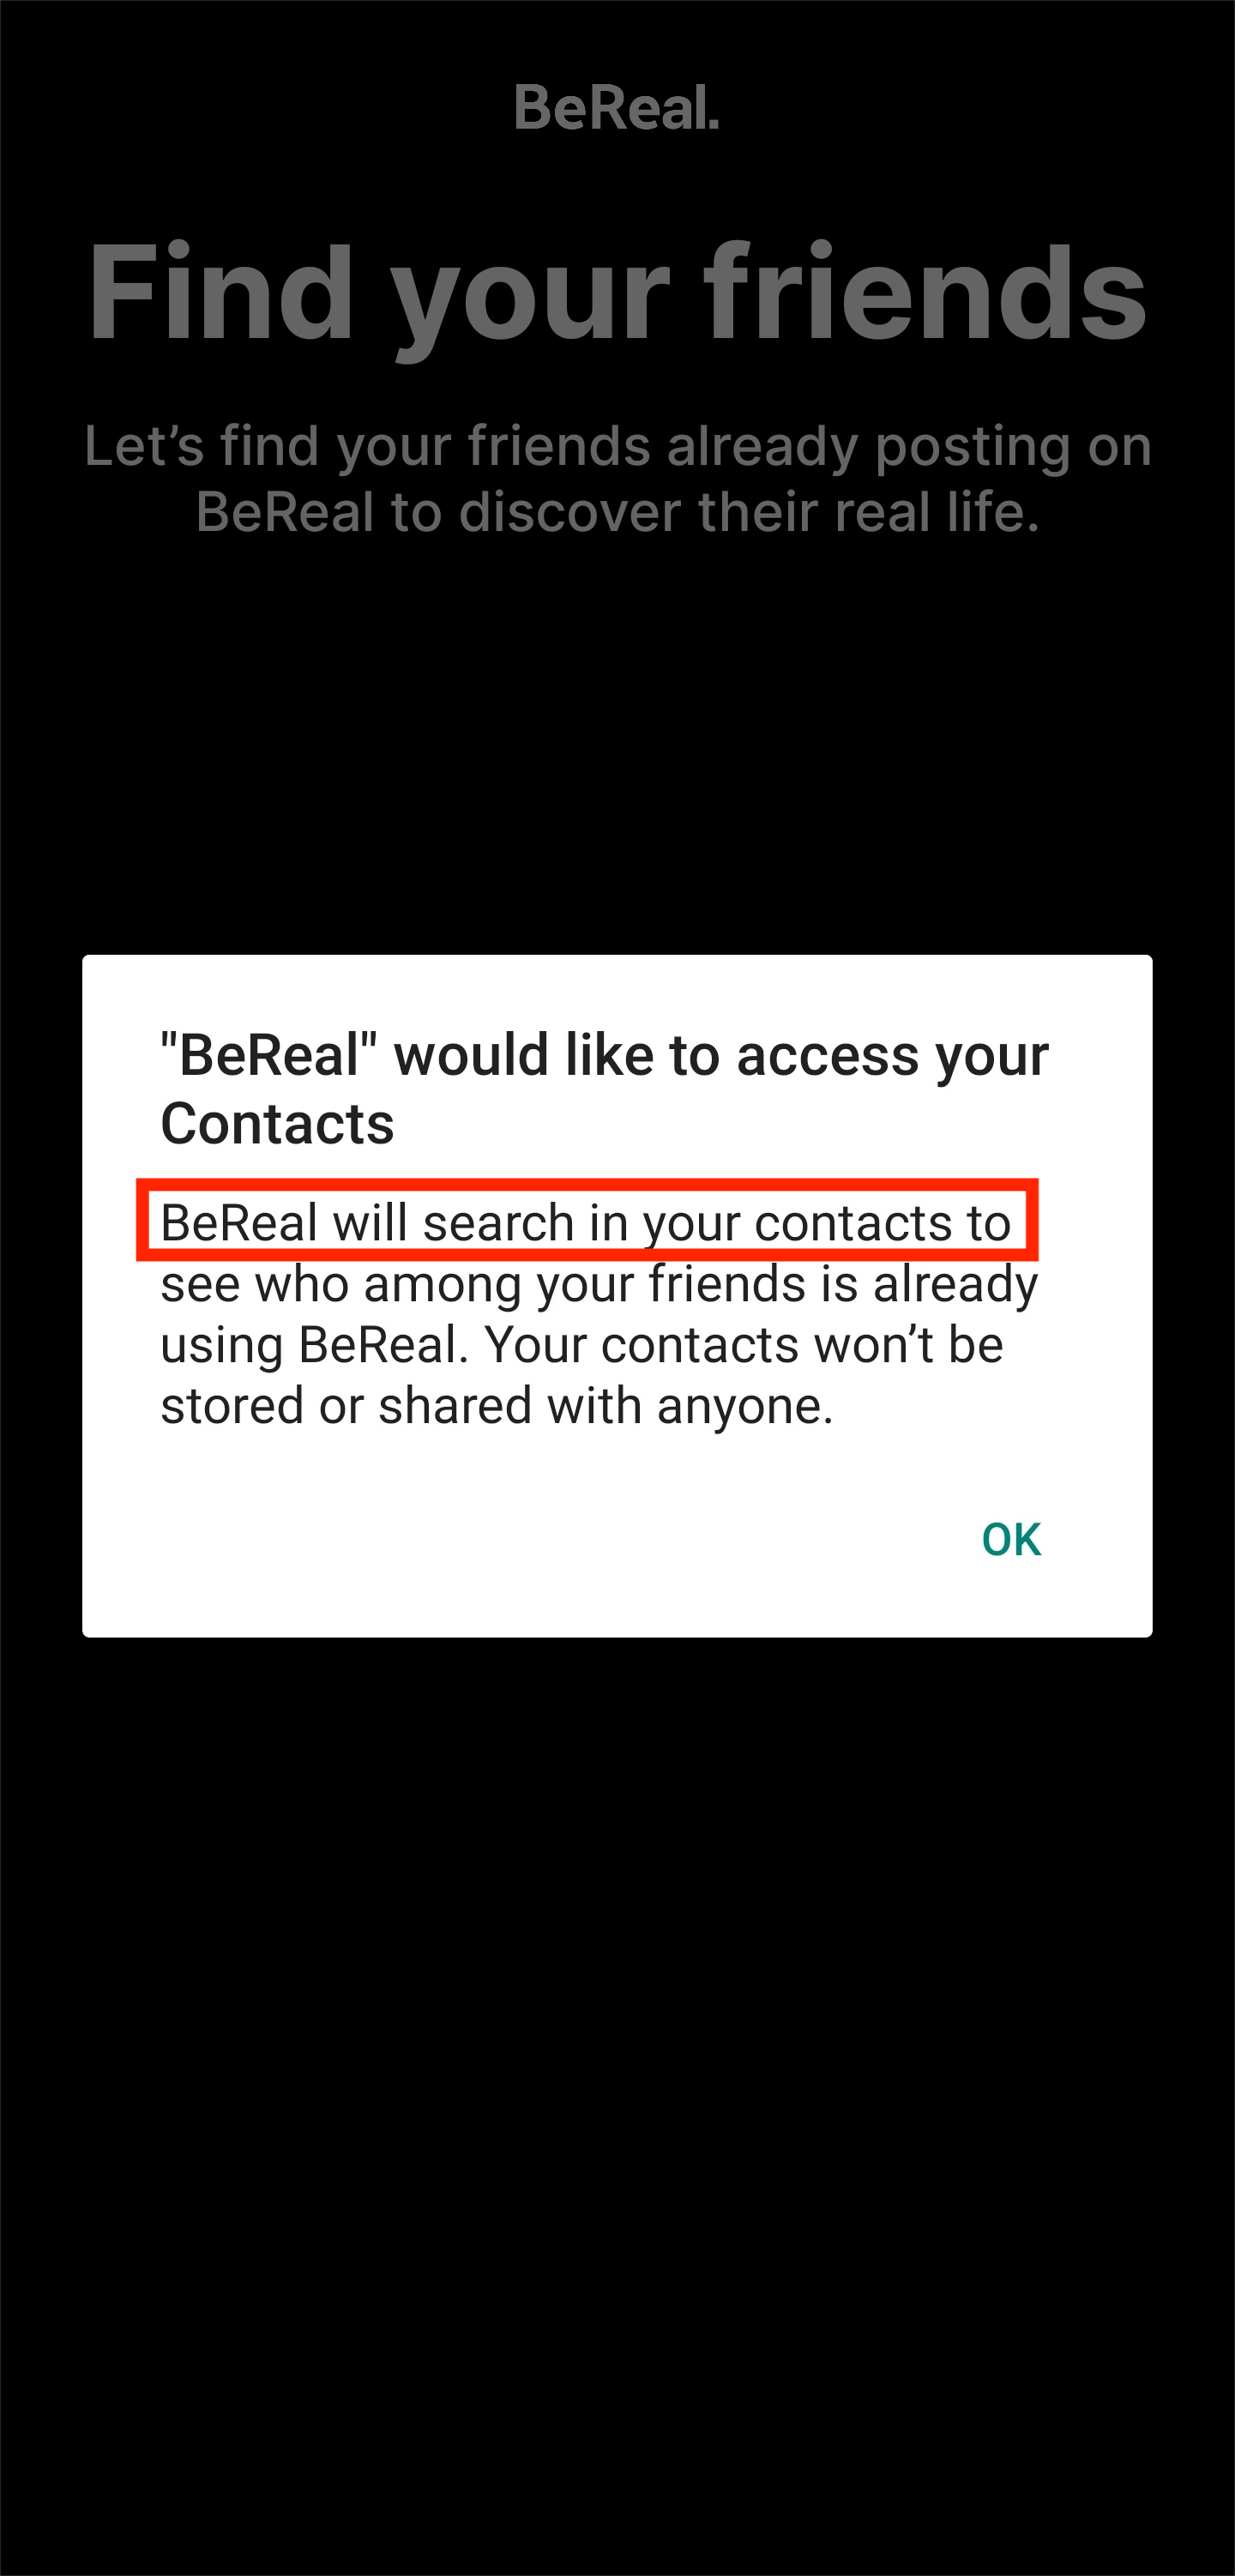 BeReal.
Find your friends
Let’s find your friends already posting on
BeReal to discover their real life.
"BeReal" would like to access your
Contacts
BeReal will search in your contacts to
see who among your friends is already
using BeReal. Your contacts won’t be
stored or shared with anyone.
OK